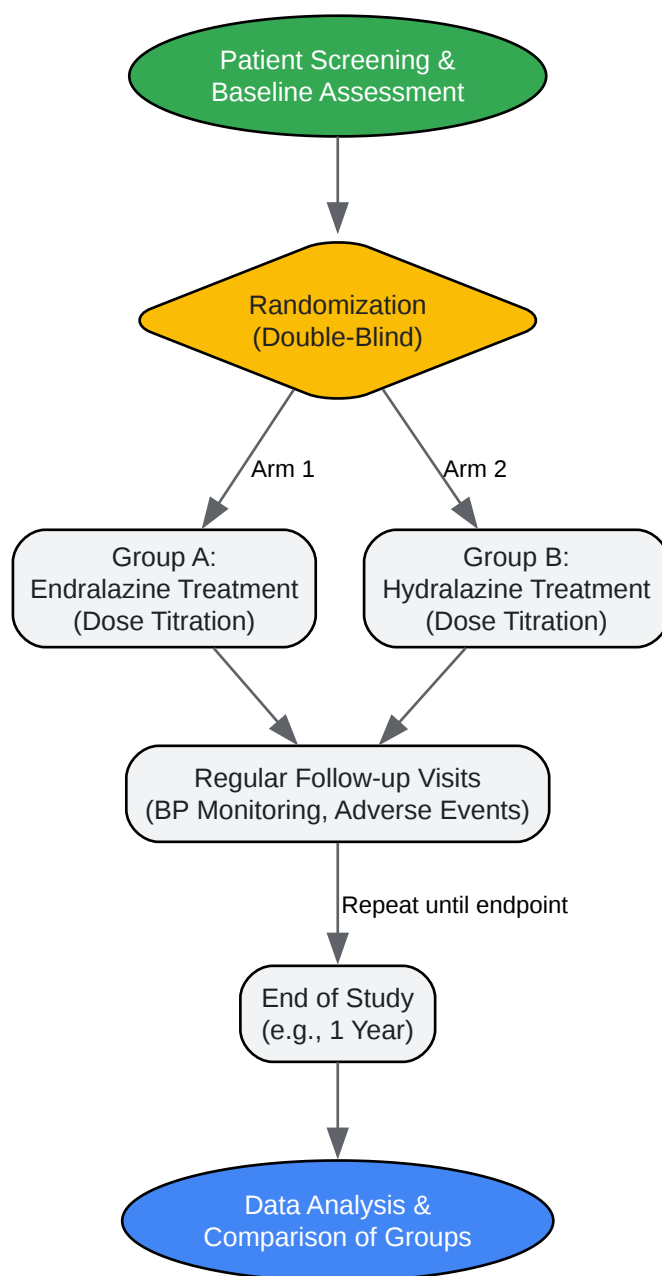 Patient Screening &
Baseline Assessment
Randomization
(Double-Blind)
Arm 1
Arm 2
Group A:
Endralazine Treatment
(Dose Titration)
Group B:
Hydralazine Treatment
(Dose Titration)
Regular Follow-up Visits
(BP Monitoring, Adverse Events)
Repeat until endpoint
End of Study
(e.g., 1 Year)
Data Analysis &
Comparison of Groups